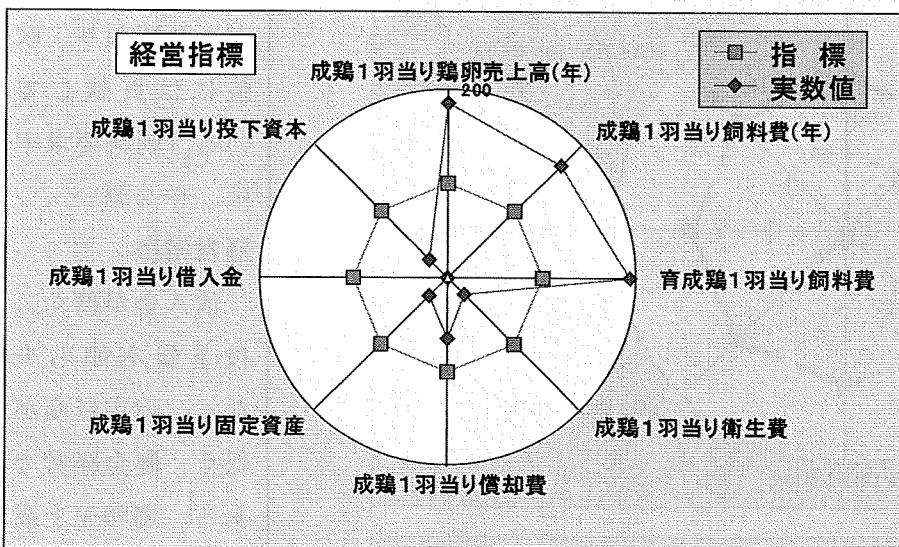 経営指標
指 標
実数値
成鶏1羽当り鶏卵売上高(年)
200
成鶏1羽当り投下資本
成鶏1羽当り飼料費(年)
成鶏1羽当り借入金
育成鶏1羽当り飼料費
成鶏1羽当り固定資産
成鶏1羽当り衛生費
成鶏1羽当り償却費